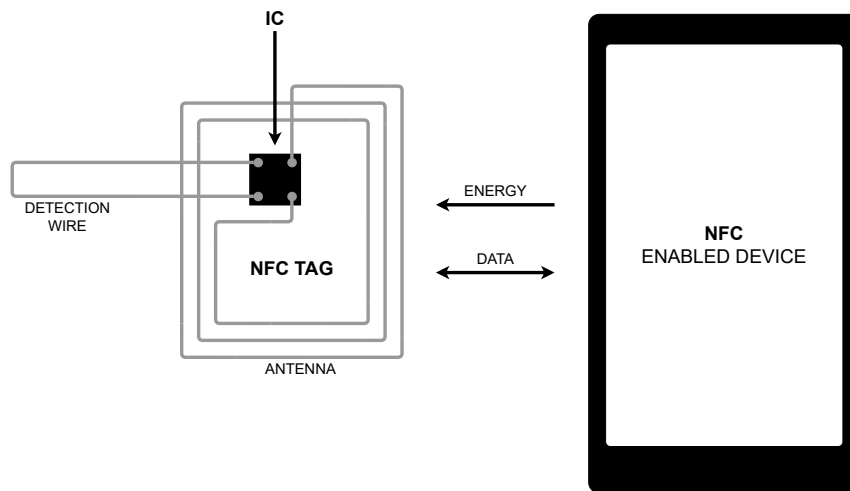 IC
DETECTION
WIRE
NFC TAG
ANTENNA
ENERGY
DATA
NFC
ENABLED DEVICE